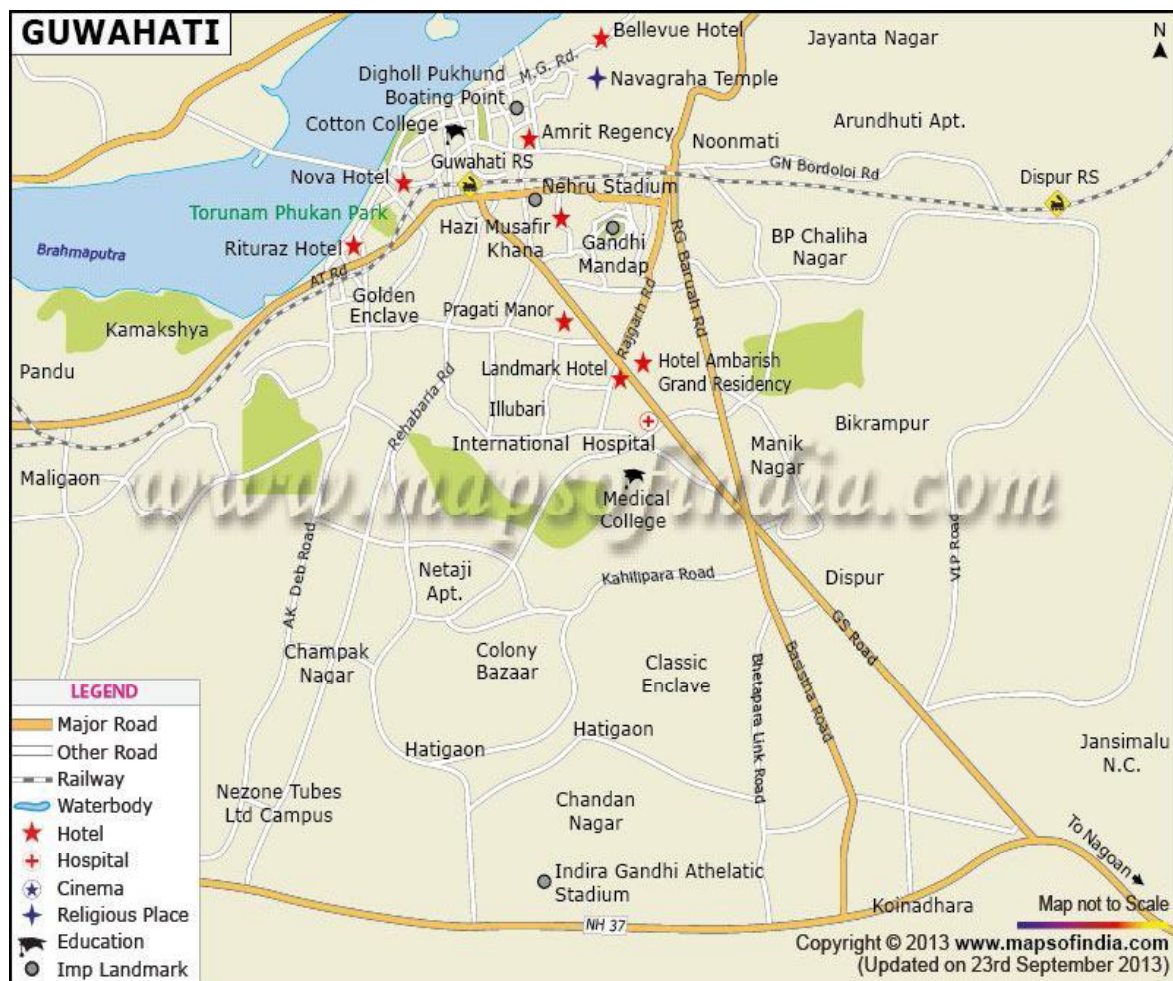 GUWAHATI
N
Bellevue Hotel
Jayanta Nagar
M.G. Rd.
Digholl Pukhund
Boating Point
Navagraha Temple
Cotton College
Amrit Regency
Noonmati
Arundhuti Apt.
Guwahati RS
GN Bordoloi Rd
Dispur RS
Nova Hotel
Nehru Stadium
Torunam Phukan Park
Hazi Musafir
Khana
Gandhi
Mandap
RG Baruah Rd
BP Chaliha
Nagar
Brahmaputra
Rituraz Hotel
AT Rd
Golden
Enclave
Kamakshya
Pragati Manor
Rajgarh Rd
Pandu
Landmark Hotel
Hotel Ambarish
Grand Residency
Rehabaria Rd
Illubari
Bikrampur
International Hospital
Manik
Nagar
Maligaon
www.mapsofindia.com
Medical
College
AK. Deb Road
VIP Road
Netaji
Apt.
Kahilipara Road
Dispur
GS Road
Champak
Nagar
Colony
Bazaar
Classic
Enclave
Bhetapara Link Road
Basistha Road
Hatigaon
Hatigaon
Jansimalu
N.C.
Nezone Tubes
Ltd Campus
Chandan
Nagar
To Nagoan
Indira Gandhi Athelatic
Stadium
Koinadhara
NH 37
LEGEND
Major Road
Other Road
Railway
Waterbody
Hotel
Hospital
Cinema
Religious Place
Education
Imp Landmark
Map not to Scale
Copyright © 2013 www.mapsofindia.com
(Updated on 23rd September 2013)